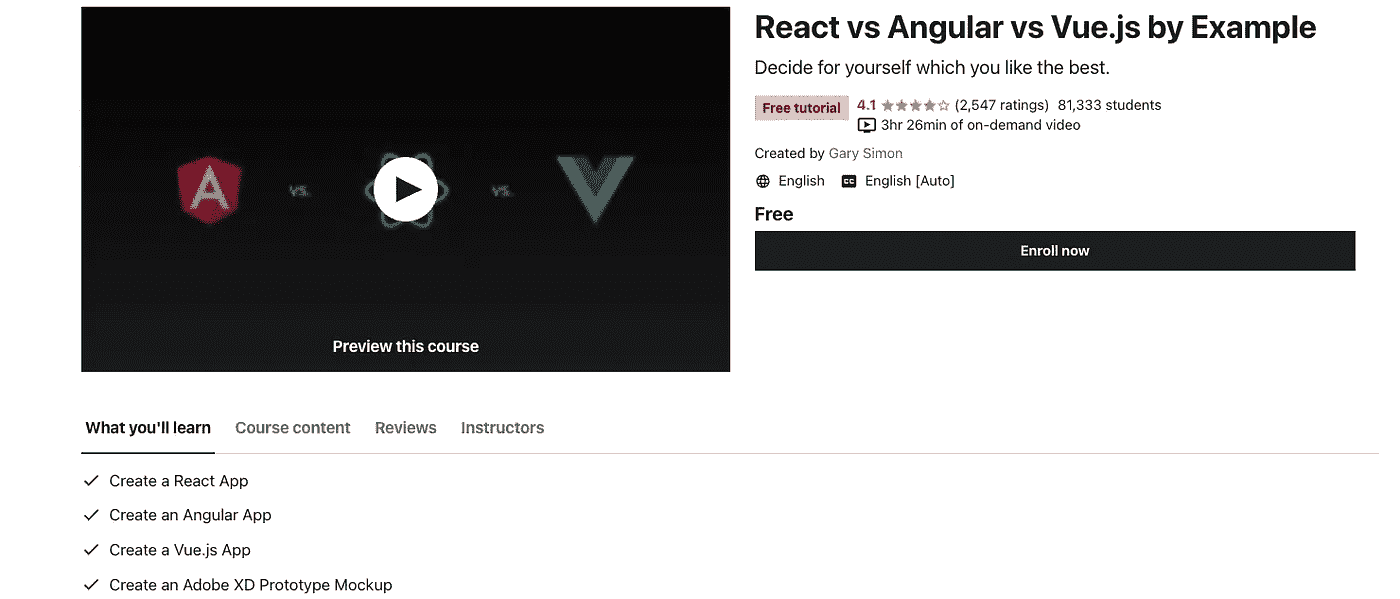 React vs Angular vs Vue.js by Example
Decide for yourself which you like the best.
Free tutorial 4.1 (2,547 ratings) 81,333 students
3hr 26min of on-demand video
Created by Gary Simon
English CC English [Auto]
Free
Enroll now
A vs. vs.
Preview this course
What you'll learn Course content Reviews Instructors
Create a React App
Create an Angular App
Create a Vue.js App
Create an Adobe XD Prototype Mockup